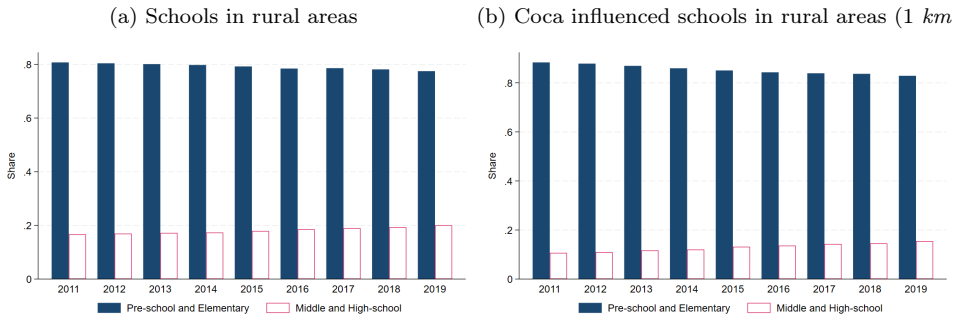 (a) Schools in rural areas
.8
.6
.4
.2
0
Share
2011 2012 2013 2014 2015 2016 2017 2018 2019
Pre-school and Elementary Middle and High-school
(b) Coca influenced schools in rural areas (1 km
.8
.6
.4
.2
0
Share
2011 2012 2013 2014 2015 2016 2017 2018 2019
Pre-school and Elementary Middle and High-school